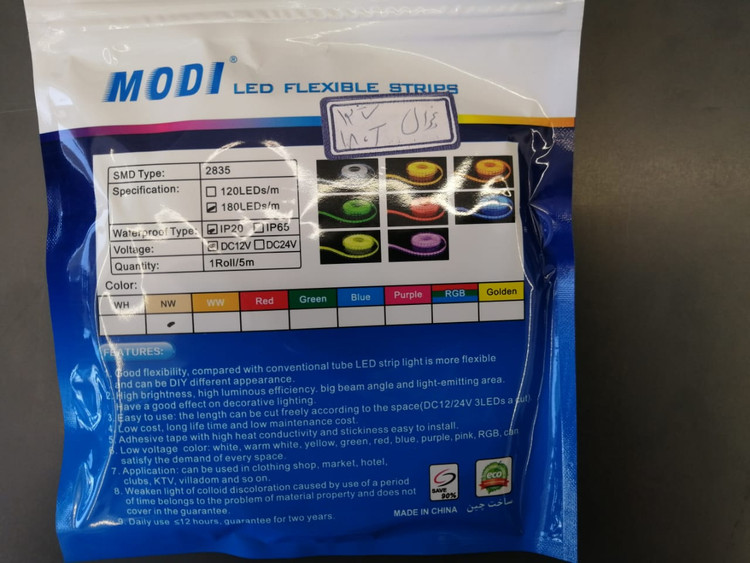 MODI®
LED FLEXIBLE STRIPS
SMD Type: 2835
Specification: 120LEDs/m
180LEDs/m
Waterproof Type: IP20 IP65
Voltage: DC12V DC24V
Quantity: 1Roll/5m
Color:
WH NW WW Red Green Blue Purple RGB Golden
FEATURES:
1. Good flexibility, compared with conventional tube LED strip light is more flexible
and can be DIY different appearance.
2. High brightness, high luminous efficiency. big beam angle and light-emitting area.
Have a good effect on decorative lighting.
3. Easy to use: the length can be cut freely according to the space(DC12/24V 3LEDs a cut)
4. Low cost, long life time and low maintenance cost.
5. Adhesive tape with high heat conductivity and stickiness easy to install.
6. Low voltage color: white, warm white, yellow, green, red, blue, purple, pink, RGB, can
satisfy the demand of every space.
7. Application: can be used in clothing shop, market, hotel,
clubs, KTV, villadom and so on.
8. Weaken light of colloid discoloration caused by use of a period
of time belongs to the problem of material property and does not
cover in the guarantee.
9. Daily use ≤12 hours, guarantee for two years.
SAVE
90%
eco
MADE IN CHINA ساخت چین